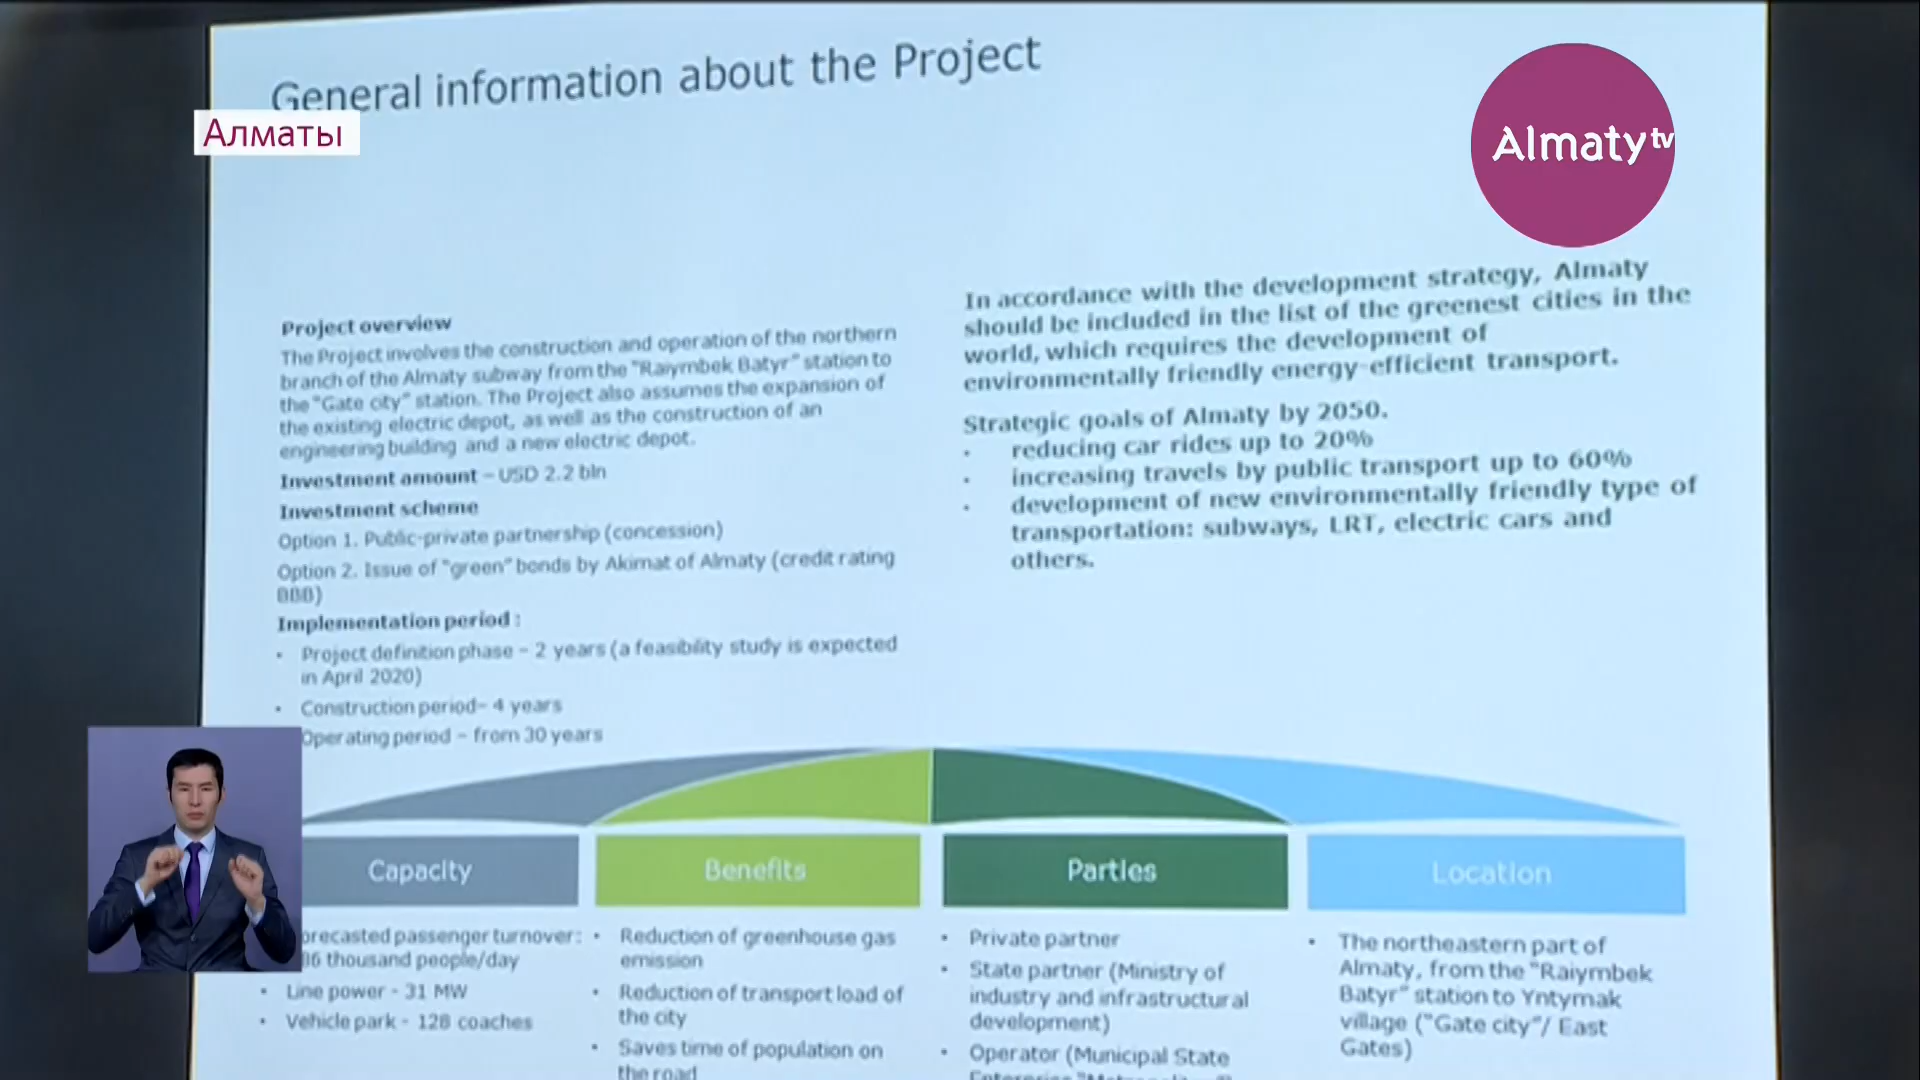 General information about the Project
Алматы
Almaty tv
Project overview
The Project involves the construction and operation of the northern
branch of the Almaty subway from the "Raiymbek Batyr" station to
the "Gate city" station. The Project also assumes the expansion of
the existing electric depot, as well as the construction of an
engineering building and a new electric depot.
Investment amount – USD 2.2 bln
Investment scheme
Option 1. Public-private partnership (concession)
Option 2. Issue of "green" bonds by Akimat of Almaty (credit rating
BBB)
Implementation period :
• Project definition phase – 2 years (a feasibility study is expected
in April 2020)
• Construction period– 4 years
Operating period – from 30 years
In accordance with the development strategy, Almaty
should be included in the list of the greenest cities in the
world, which requires the development of
environmentally friendly energy-efficient transport.
Strategic goals of Almaty by 2050.
• reducing car rides up to 20%
• increasing travels by public transport up to 60%
• development of new environmentally friendly type of
transportation: subways, LRT, electric cars and
others.
Capacity
orecasted passenger turnover:
thousand people/day
• Line power - 31 MW
• Vehicle park - 128 coaches
Benefits
• Reduction of greenhouse gas
emission
• Reduction of transport load of
the city
• Saves time of population on
the road
Parties
• Private partner
• State partner (Ministry of
industry and infrastructural
development)
• Operator (Municipal State
Location
• The northeastern part of
Almaty, from the "Raiymbek
Batyr" station to Yntymak
village ("Gate city"/ East
Gates)